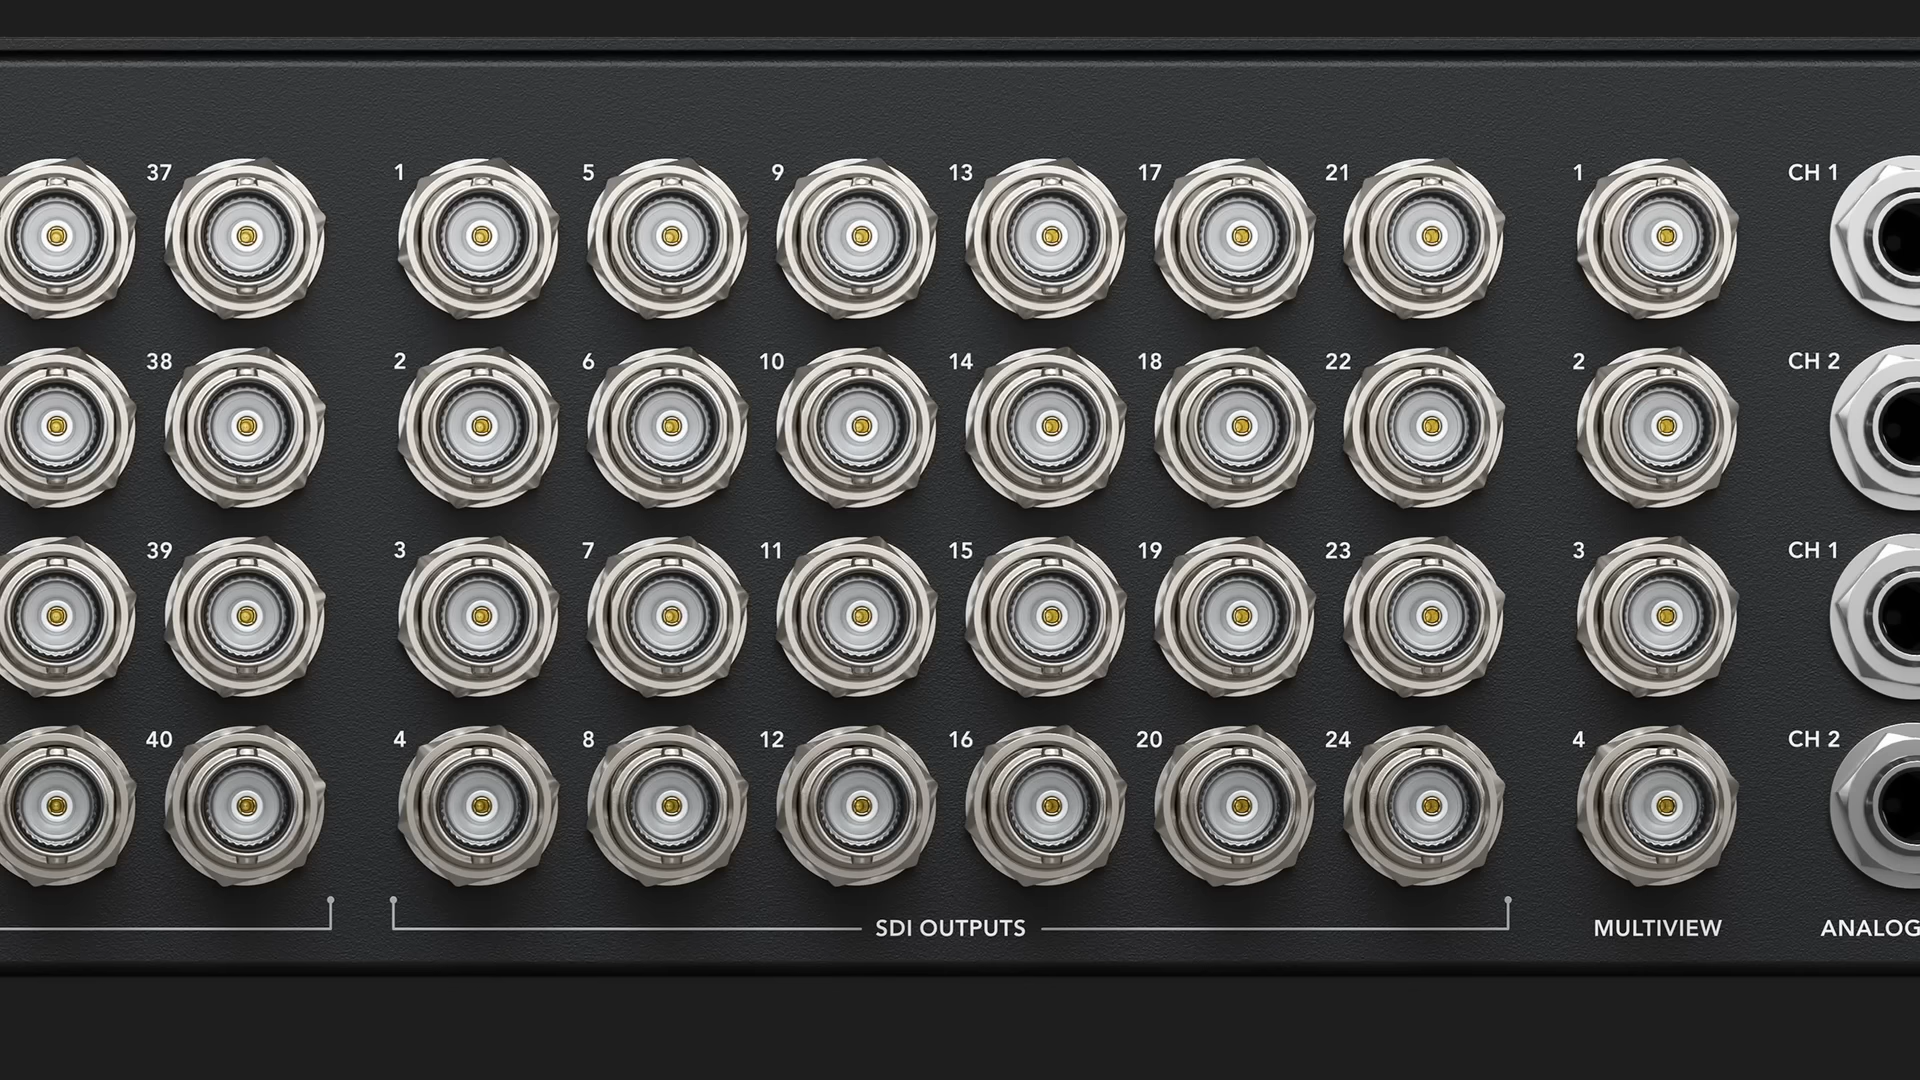 37 1 5 9 13 17 21 1 CH 1
38 2 6 10 14 18 22 2 CH 2
39 3 7 11 15 19 23 3 CH 1
40 4 8 12 16 20 24 4 CH 2
SDI OUTPUTS MULTIVIEW ANALOG